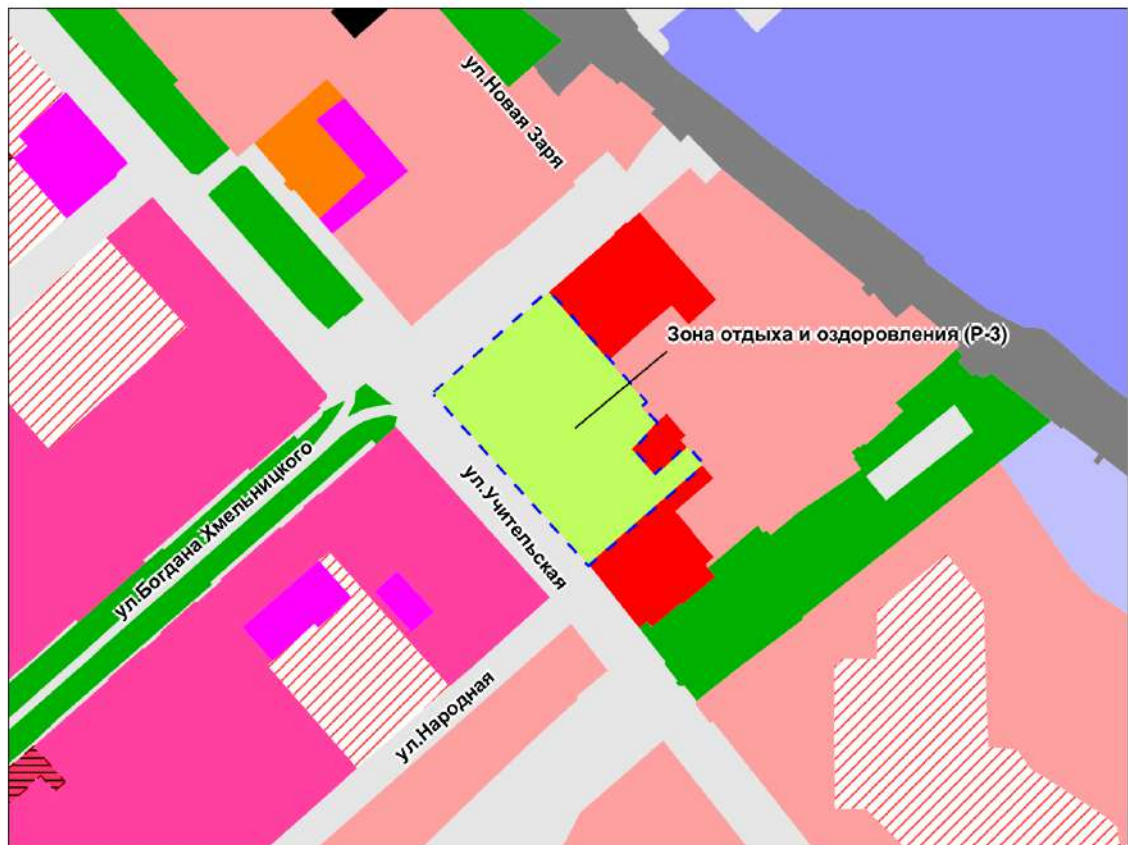 ул.Новая Заря
Зона отдыха и оздоровления (Р-3)
ул.Богдана Хмельницкого
ул.Учительская
ул.Народная